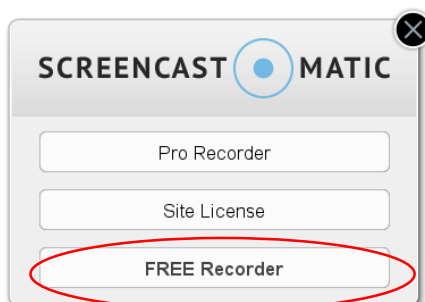 SCREENCAST MATIC
Pro Recorder
Site License
FREE Recorder